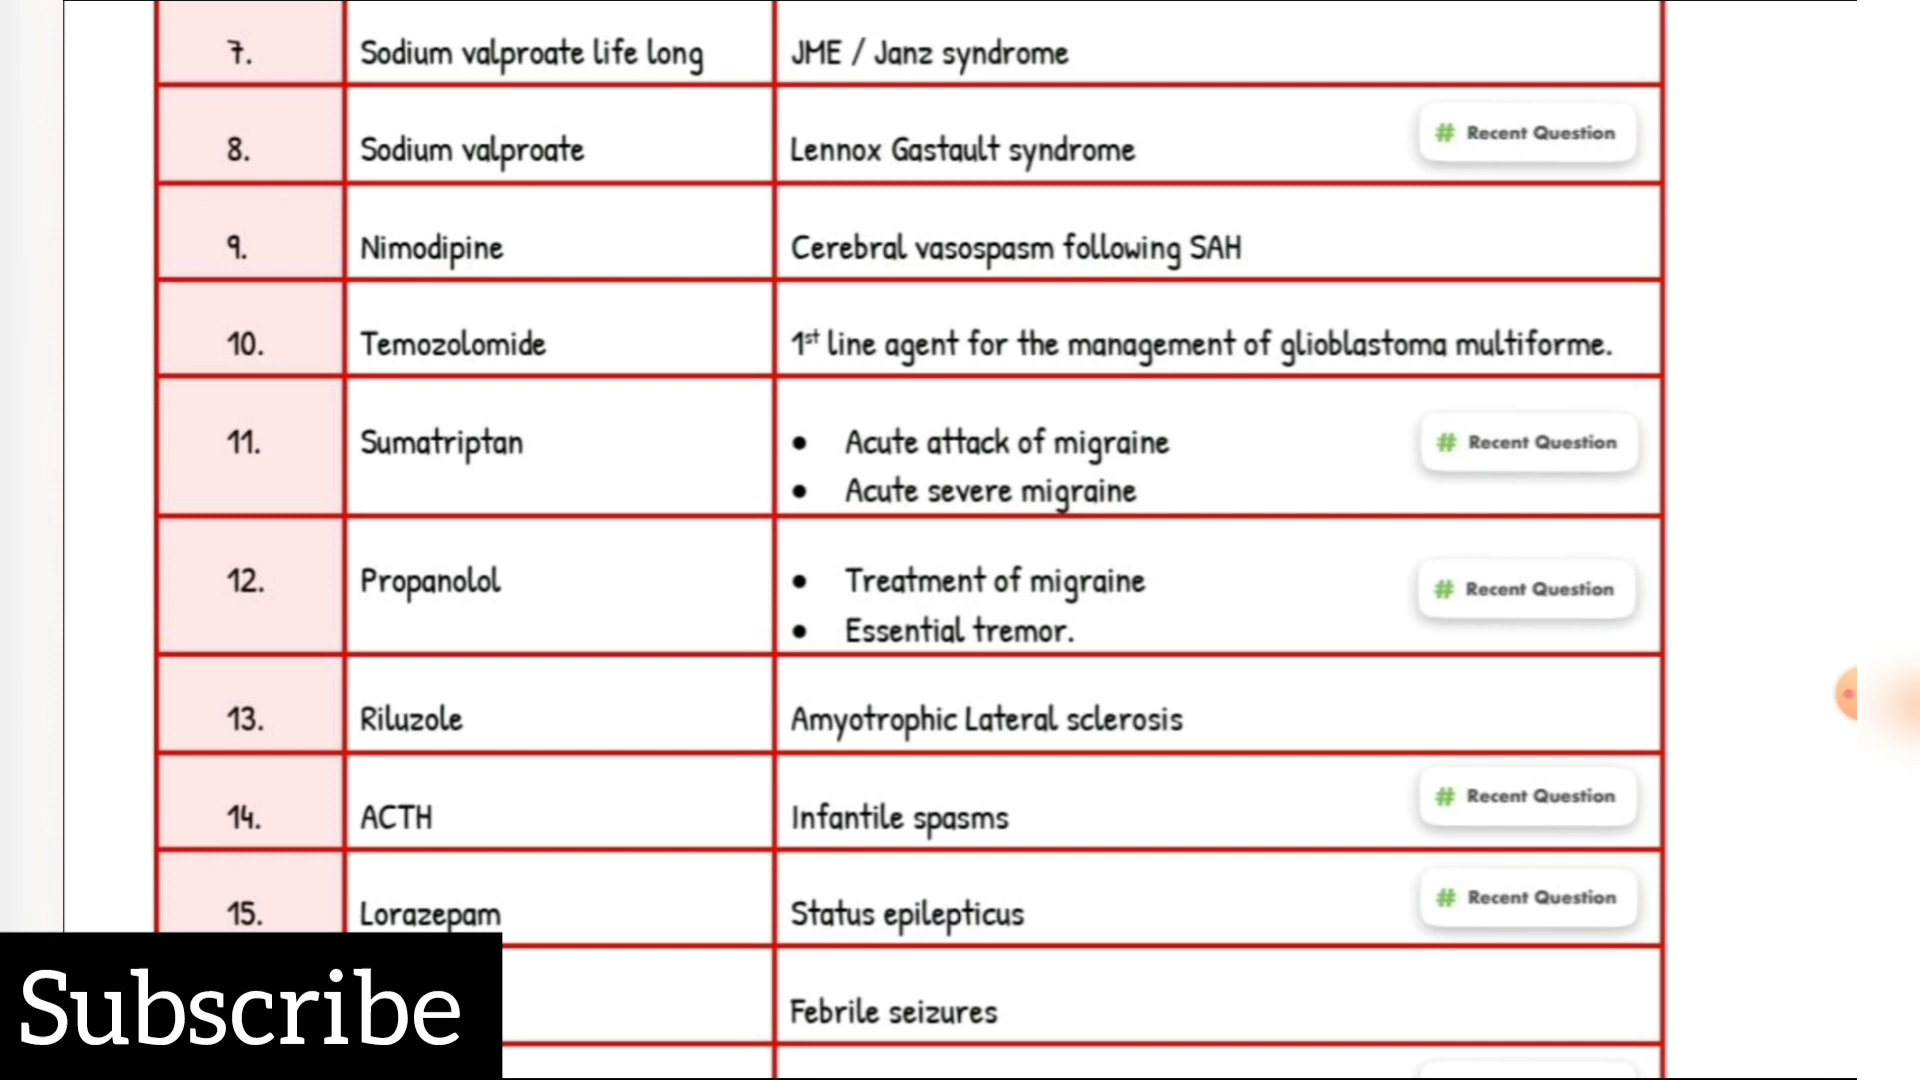 7. Sodium valproate life long JME / Janz syndrome
8. Sodium valproate Lennox Gastault syndrome # Recent Question
9. Nimodipine Cerebral vasospasm following SAH
10. Temozolomide 1st line agent for the management of glioblastoma multiforme.
11. Sumatriptan • Acute attack of migraine # Recent Question
• Acute severe migraine
12. Propanolol • Treatment of migraine # Recent Question
• Essential tremor.
13. Riluzole Amyotrophic Lateral sclerosis
14. ACTH Infantile spasms # Recent Question
15. Lorazepam Status epilepticus # Recent Question
Febrile seizures
Subscribe